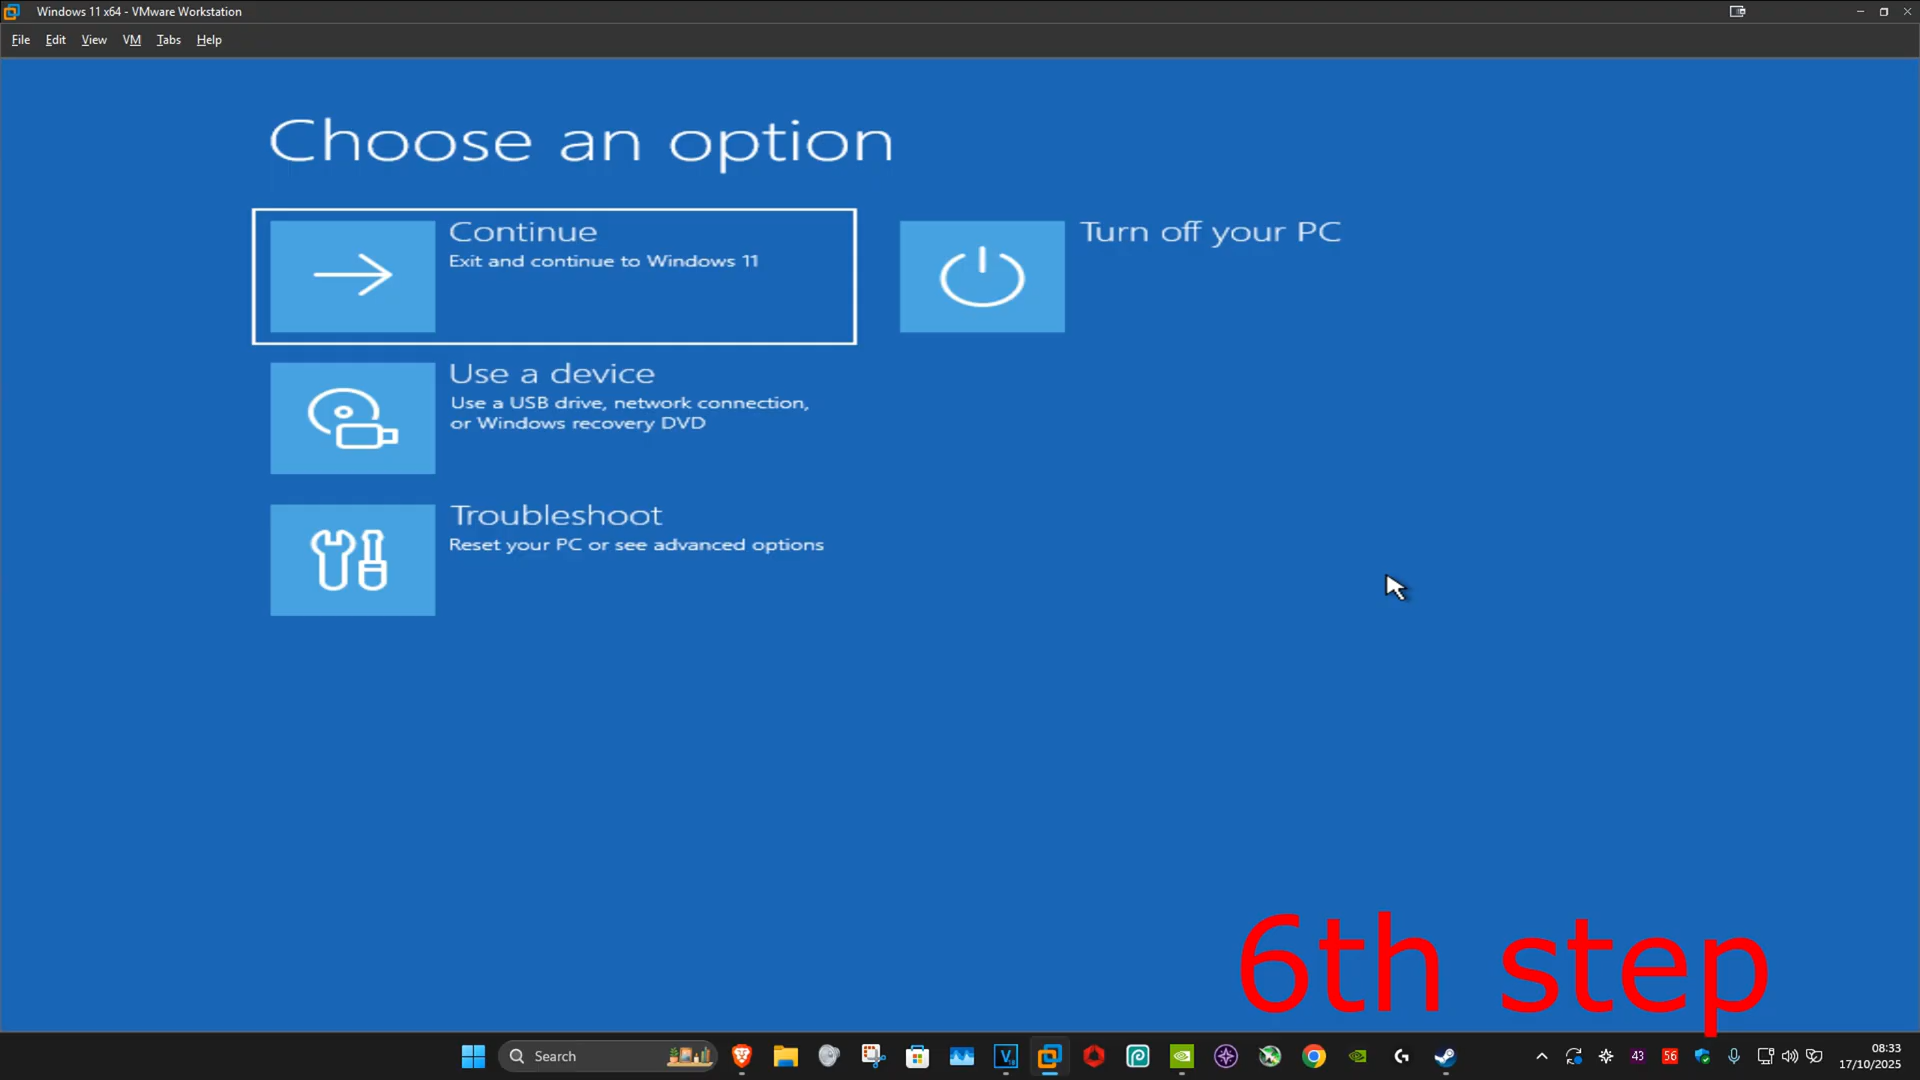 Windows 11 x64 - VMware Workstation
File Edit View VM Tabs Help
Choose an option
Continue
Exit and continue to Windows 11
Turn off your PC
Use a device
Use a USB drive, network connection,
or Windows recovery DVD
Troubleshoot
Reset your PC or see advanced options
6th step
Search
43
56
08:33
17/10/2025